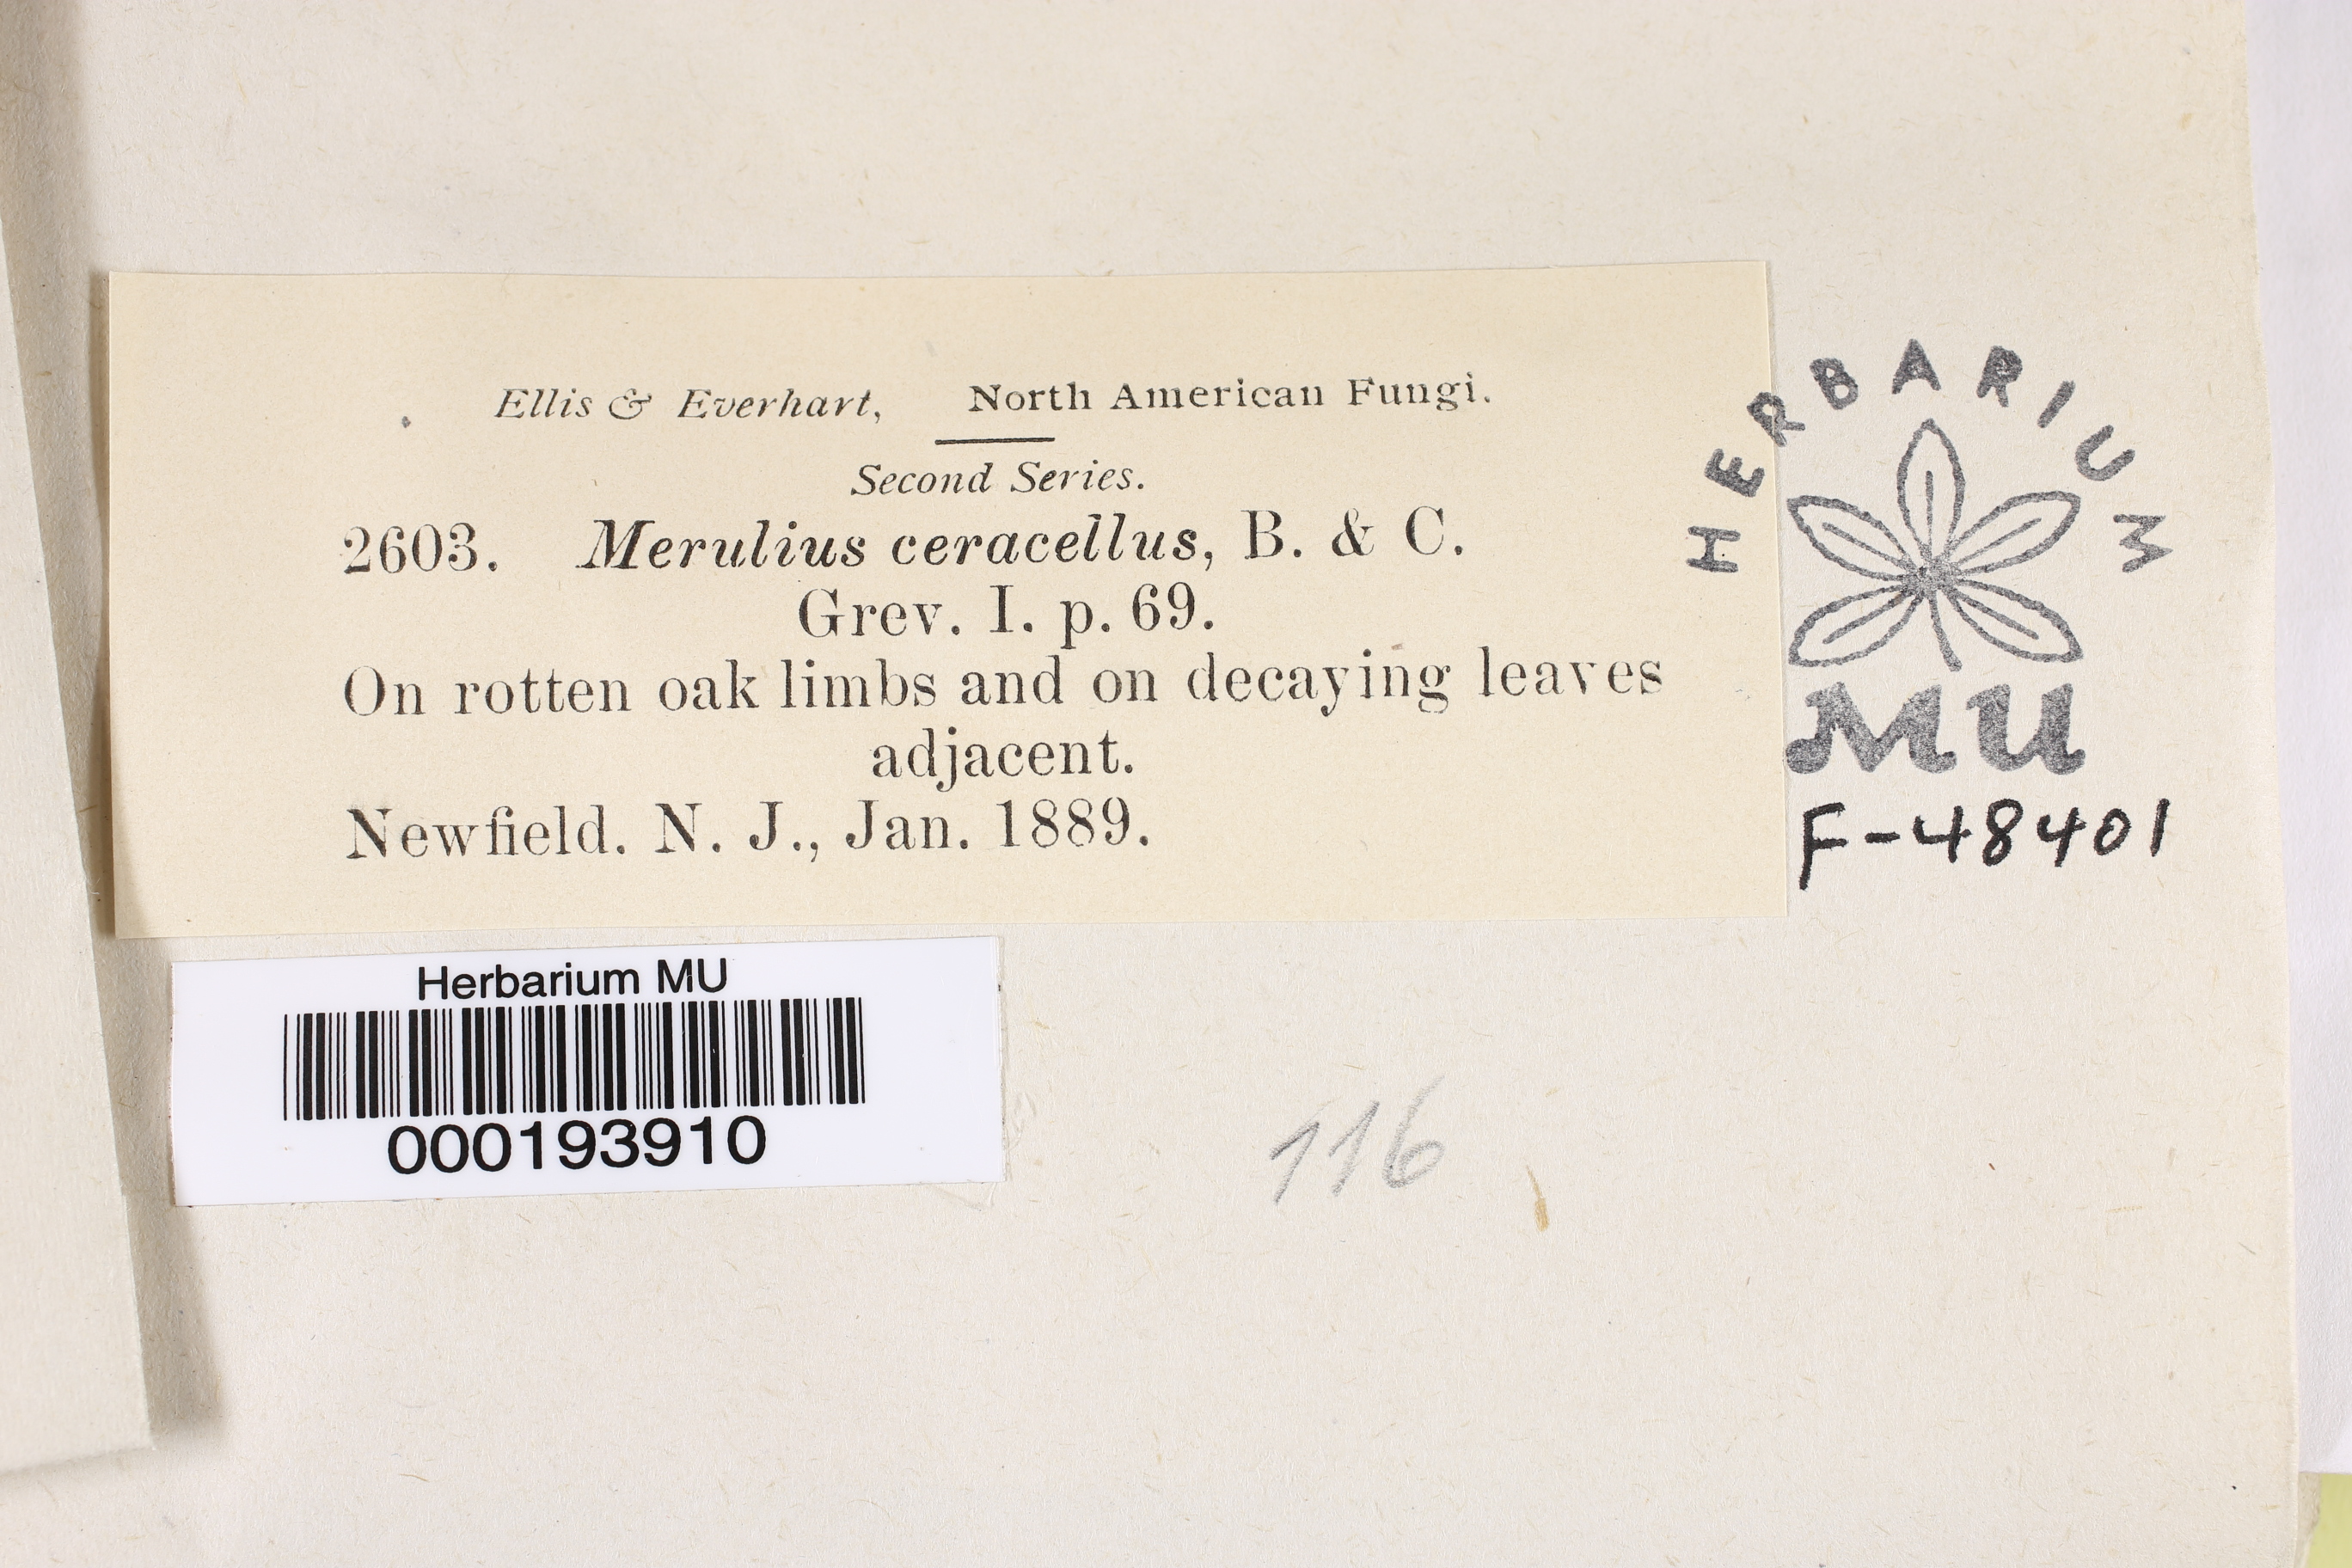 Ellis & Everhart, North American Fungi.
Second Series.
2603. Merulius ceracellus, B. & C.
Grev. I. p. 69.
On rotten oak limbs and on decaying leaves
adjacent.
Newfield. N. J., Jan. 1889.
HERBARIUM
MU
F-48401
Herbarium MU
000193910
116